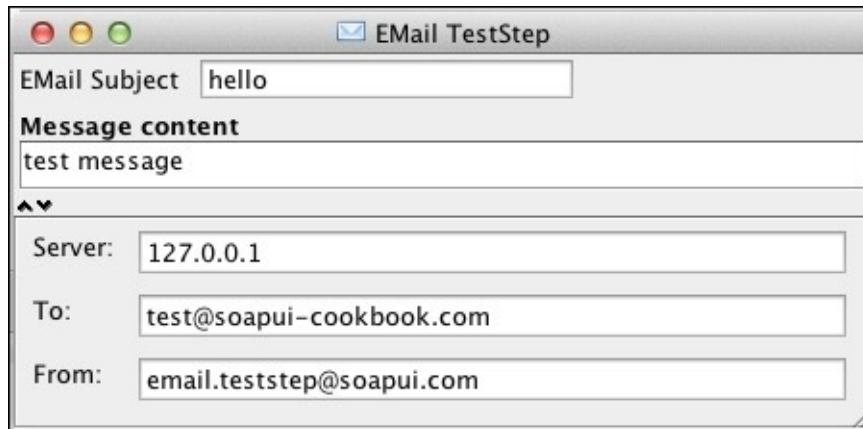 EMail TestStep
EMail Subject hello
Message content
test message
Server: 127.0.0.1
To: test@soapui-cookbook.com
From: email.teststep@soapui.com